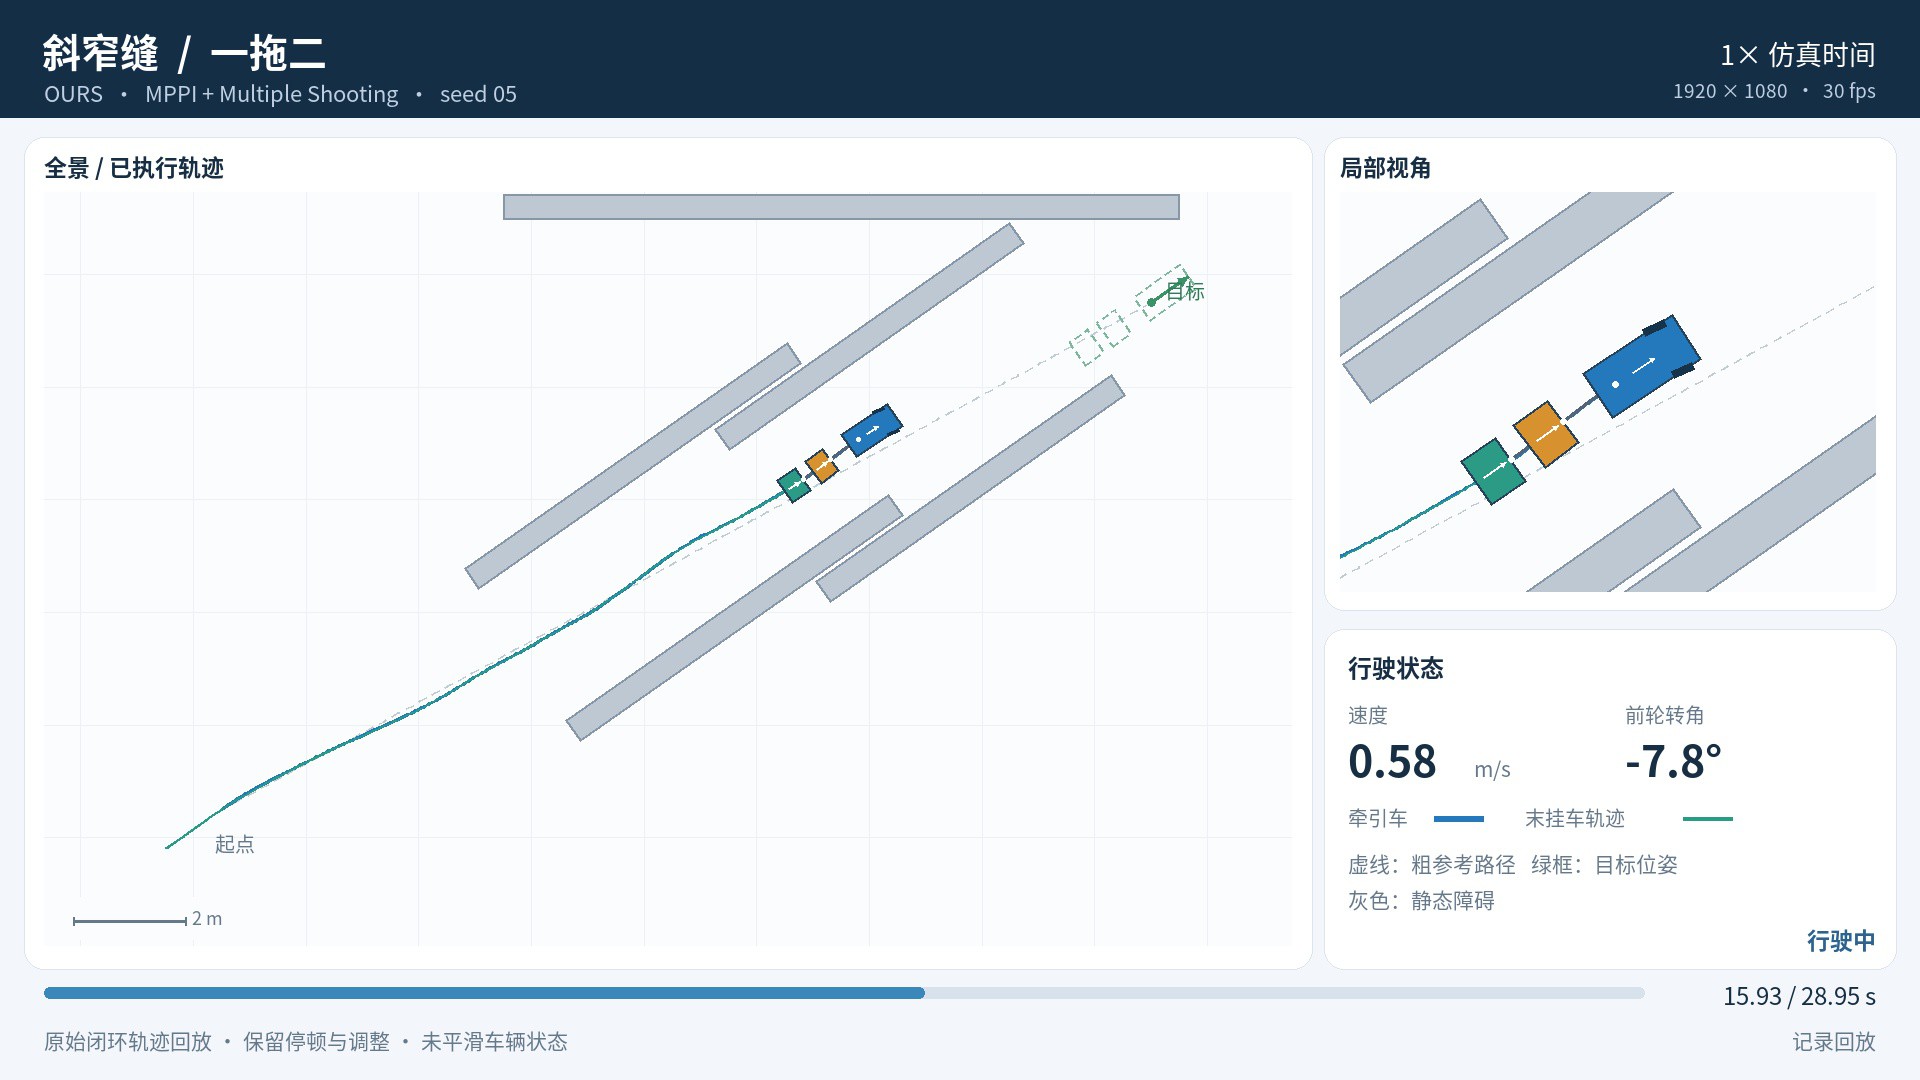 斜窄缝 / 一拖二
OURS • MPPI + Multiple Shooting • seed 05
1× 仿真时间
1920 × 1080 • 30 fps
全景 / 已执行轨迹
目标
起点
2 m
局部视角
行驶状态
速度
前轮转角
0.58 m/s
-7.8°
牵引车
末挂车轨迹
虚线：粗参考路径 绿框：目标位姿
灰色：静态障碍
行驶中
15.93 / 28.95 s
原始闭环轨迹回放 • 保留停顿与调整 • 未平滑车辆状态
记录回放